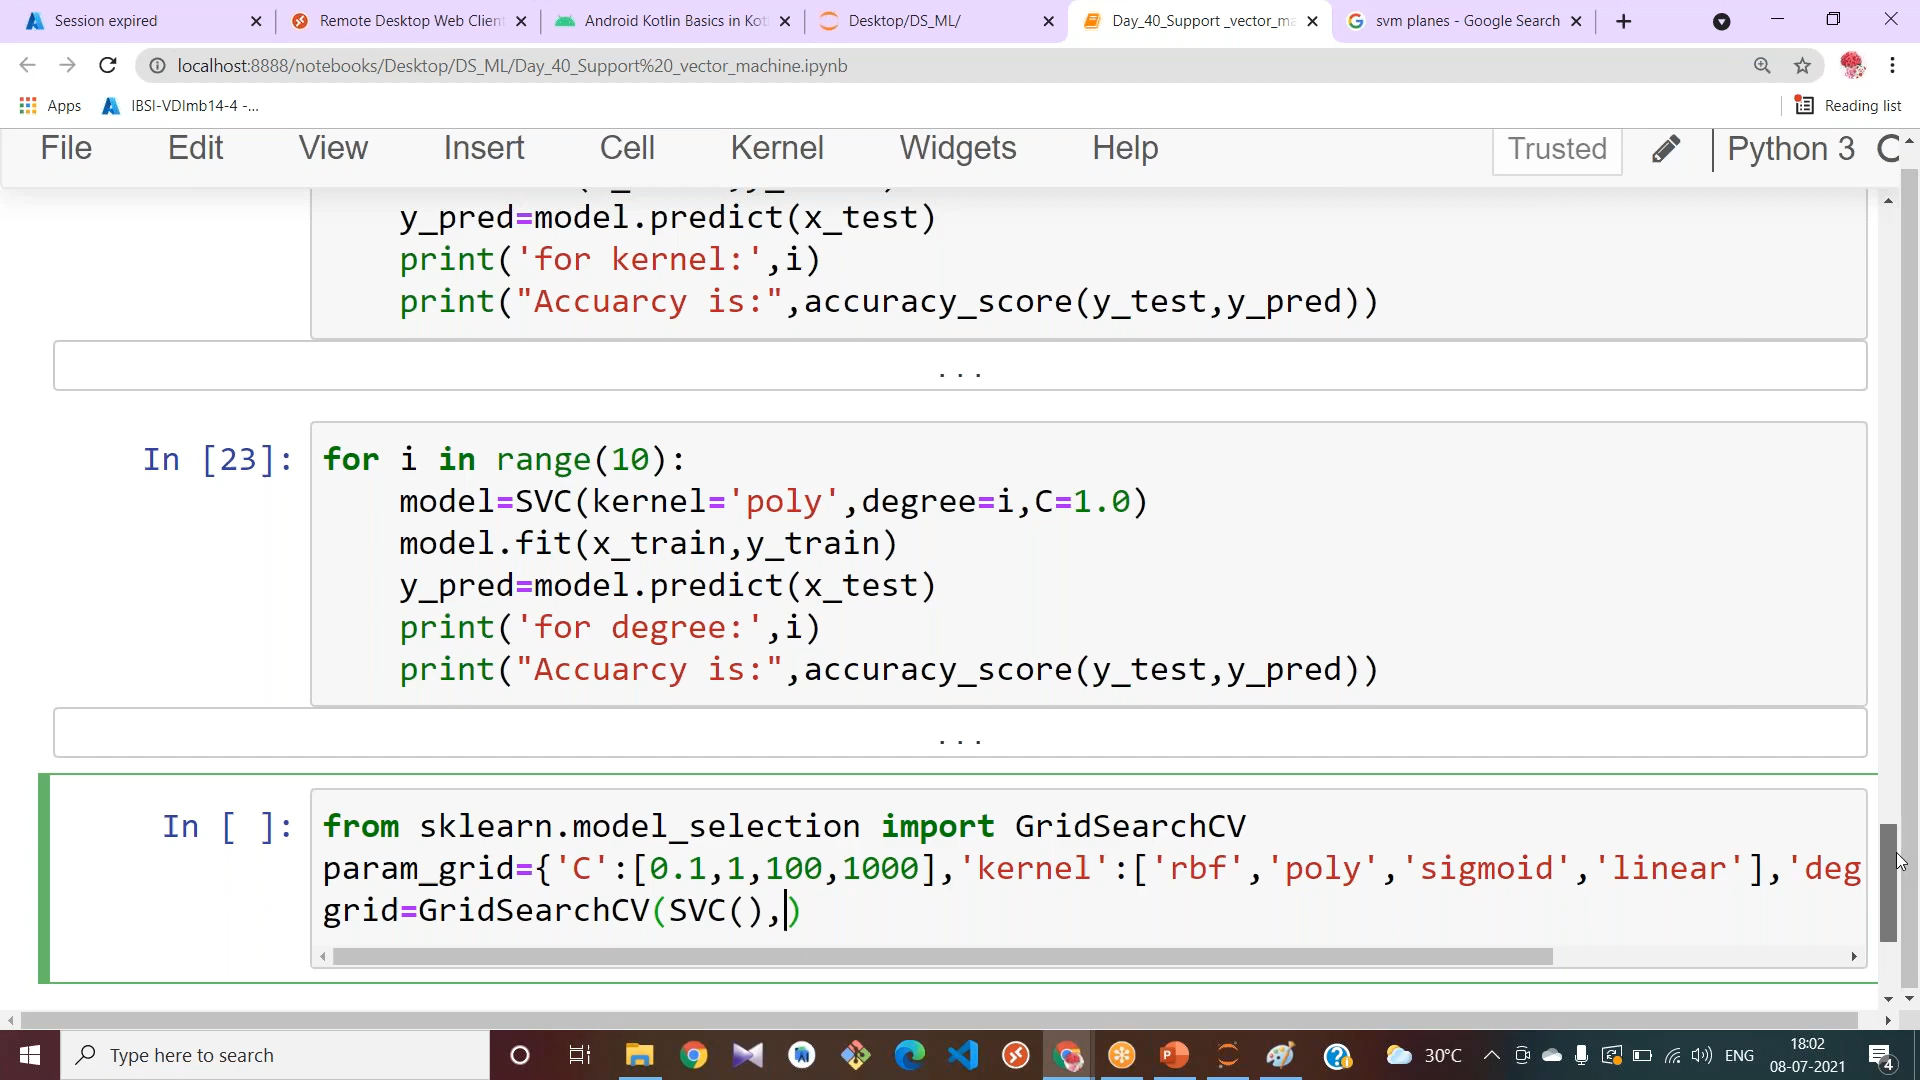 Session expired
Remote Desktop Web Clien
Android Kotlin Basics in Kot
Desktop/DS_ML/
Day_40_Support _vector_ma
svm planes - Google Search
localhost:8888/notebooks/Desktop/DS_ML/Day_40_Support%20_vector_machine.ipynb
Apps
IBSI-VDImb14-4 -...
Reading list
File Edit View Insert Cell Kernel Widgets Help
Trusted
Python 3
y_pred=model.predict(x_test)
print('for kernel:',i)
print("Accuarcy is:",accuracy_score(y_test,y_pred))
...
In [23]:
for i in range(10):
model=SVC(kernel='poly',degree=i,C=1.0)
model.fit(x_train,y_train)
y_pred=model.predict(x_test)
print('for degree:',i)
print("Accuarcy is:",accuracy_score(y_test,y_pred))
...
In [ ]:
from sklearn.model_selection import GridSearchCV
param_grid={'C':[0.1,1,100,1000],'kernel':['rbf','poly','sigmoid','linear'],'deg
grid=GridSearchCV(SVC(),)
Type here to search
30°C
ENG
18:02
08-07-2021
4